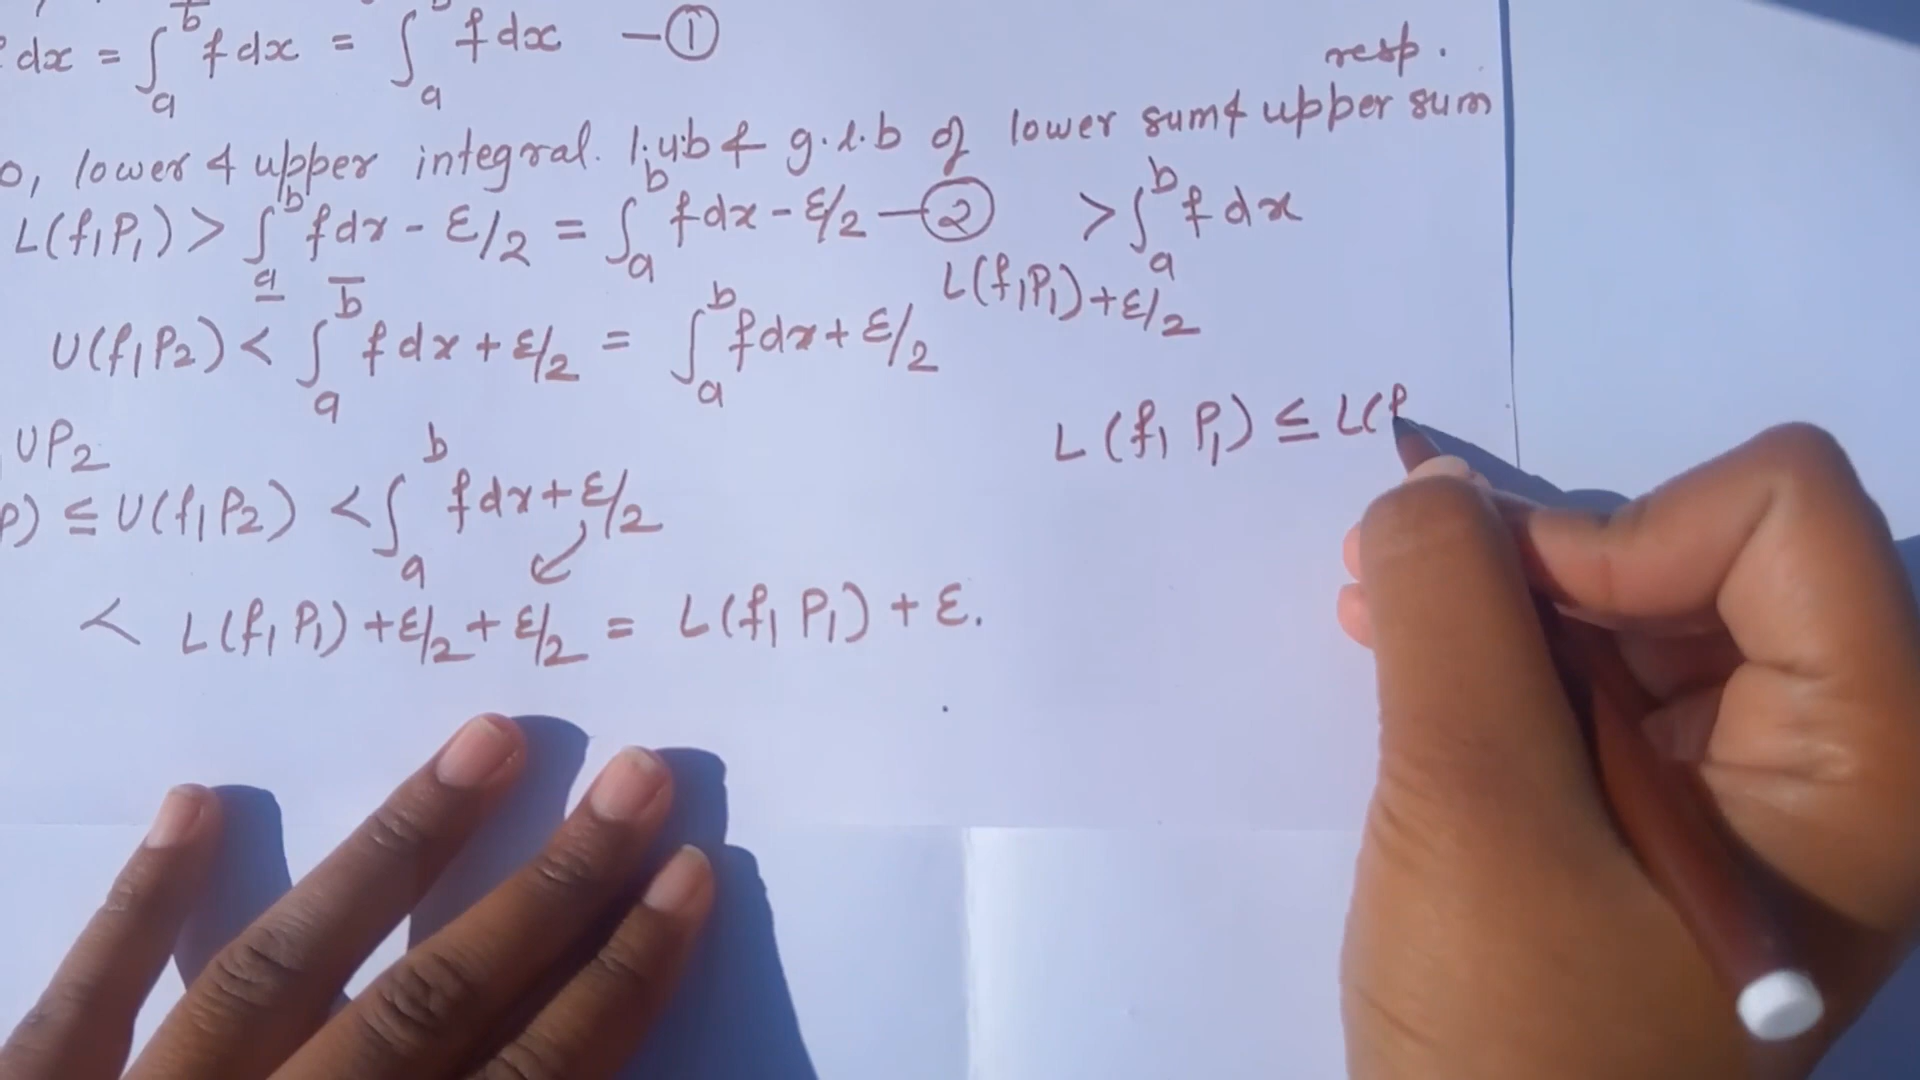 dx = ∫_a^b̅ f dx = ∫_a^b f dx — ①
resp.
0, lower & upper integral. l.u.b & g.l.b of lower sum & upper sum
L(f, P₁) > ∫_a̲^b f dx - ε/2 = ∫_a^b f dx - ε/2 — ② > ∫_a^b f dx
L(f, P₁) + ε/2
U(f, P₂) < ∫_a^b̅ f dx + ε/2 = ∫_a^b f dx + ε/2
L(f, P₁) ≤ L(f
UP₂
P) ≤ U(f, P₂) < ∫_a^b f dx + ε/2
< L(f, P₁) + ε/2 + ε/2 = L(f, P₁) + ε.